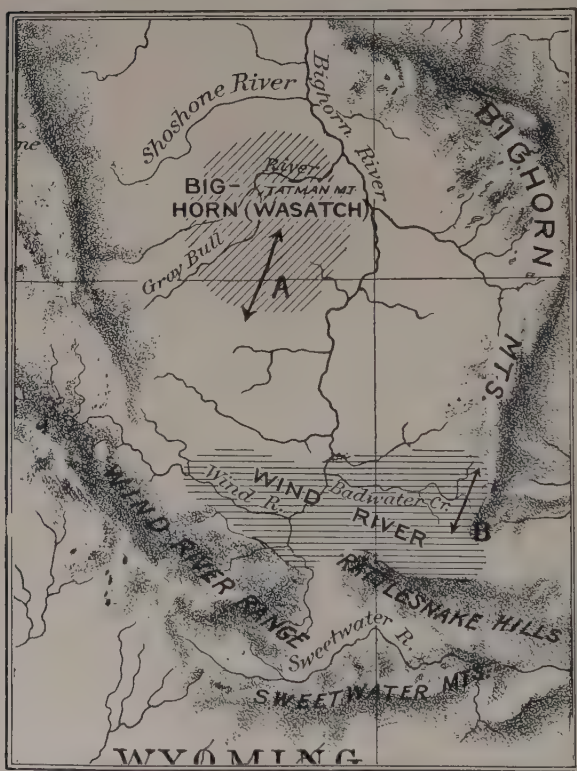 Shoshone River
Bighorn River
ne
BIGHORN MTS.
River
TATMAN MT.
BIG-
HORN (WASATCH)
Gray Bull
A
WIND RIVER RANGE
Wind R.
WIND
RIVER
Badwater Cr.
B
RATTLESNAKE HILLS
Sweetwater R.
SWEETWATER MTS.
WYOMING